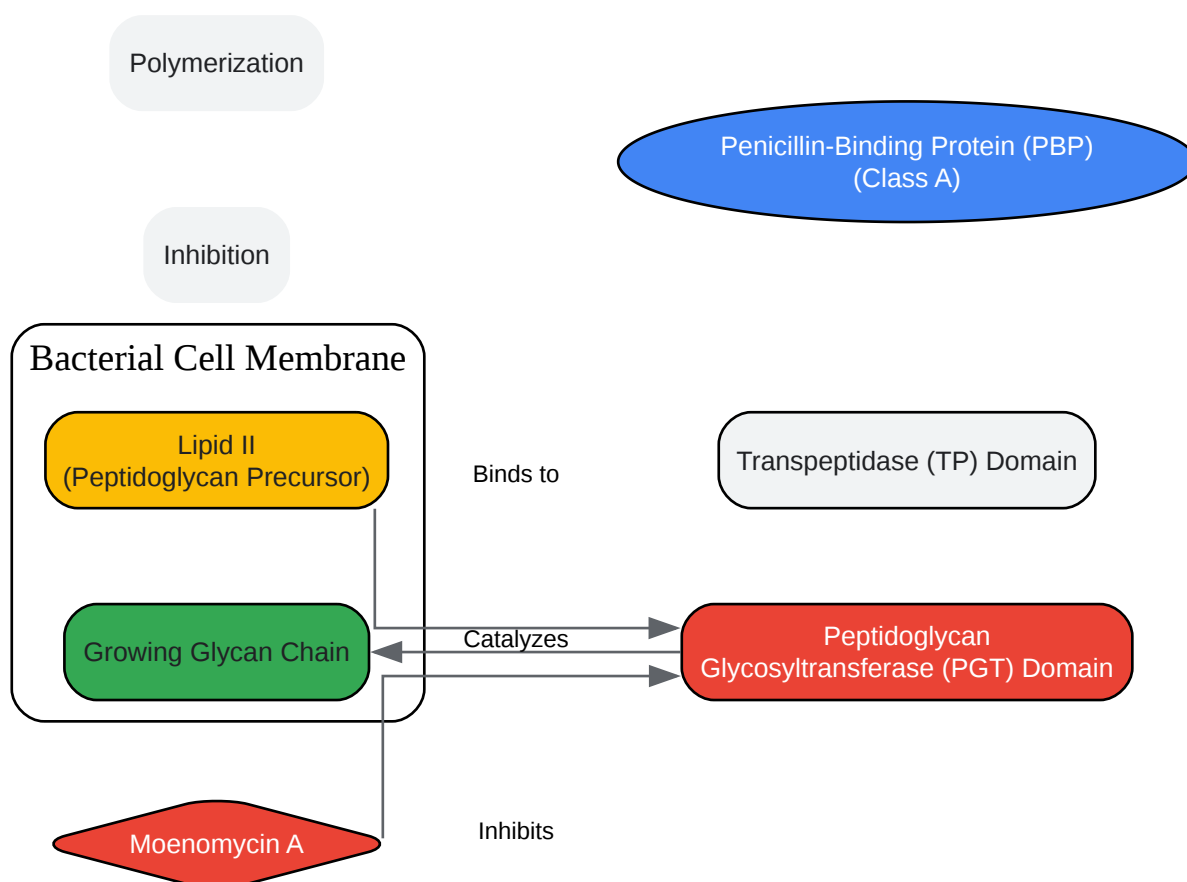 Polymerization
Penicillin-Binding Protein (PBP)
(Class A)
Inhibition
Bacterial Cell Membrane
Lipid II
(Peptidoglycan Precursor)
Binds to
Transpeptidase (TP) Domain
Growing Glycan Chain
Catalyzes
Peptidoglycan
Glycosyltransferase (PGT) Domain
Moenomycin A
Inhibits